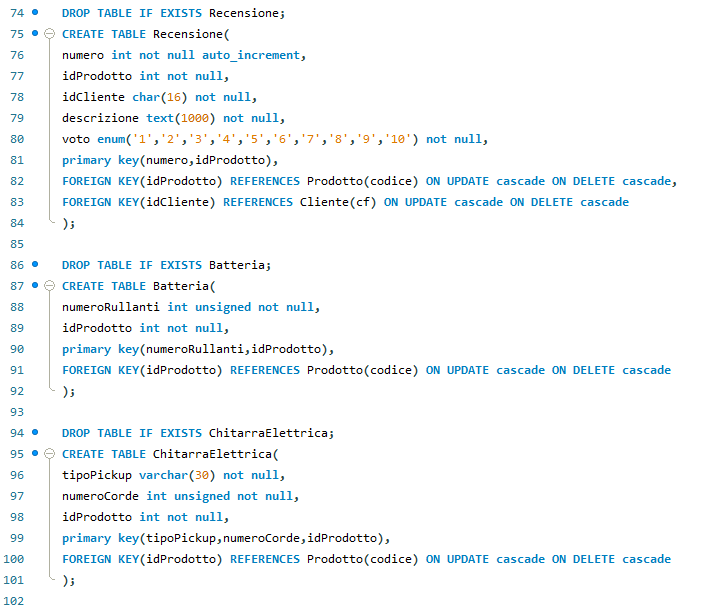 74 DROP TABLE IF EXISTS Recensione;
75 CREATE TABLE Recensione(
76 numero int not null auto_increment,
77 idProdotto int not null,
78 idCliente char(16) not null,
79 descrizione text(1000) not null,
80 voto enum('1','2','3','4','5','6','7','8','9','10') not null,
81 primary key(numero,idProdotto),
82 FOREIGN KEY(idProdotto) REFERENCES Prodotto(codice) ON UPDATE cascade ON DELETE cascade,
83 FOREIGN KEY(idCliente) REFERENCES Cliente(cf) ON UPDATE cascade ON DELETE cascade
84 );
85
86 DROP TABLE IF EXISTS Batteria;
87 CREATE TABLE Batteria(
88 numeroRullanti int unsigned not null,
89 idProdotto int not null,
90 primary key(numeroRullanti,idProdotto),
91 FOREIGN KEY(idProdotto) REFERENCES Prodotto(codice) ON UPDATE cascade ON DELETE cascade
92 );
93
94 DROP TABLE IF EXISTS ChitarraElettrica;
95 CREATE TABLE ChitarraElettrica(
96 tipoPickup varchar(30) not null,
97 numeroCorde int unsigned not null,
98 idProdotto int not null,
99 primary key(tipoPickup,numeroCorde,idProdotto),
100 FOREIGN KEY(idProdotto) REFERENCES Prodotto(codice) ON UPDATE cascade ON DELETE cascade
101 );
102